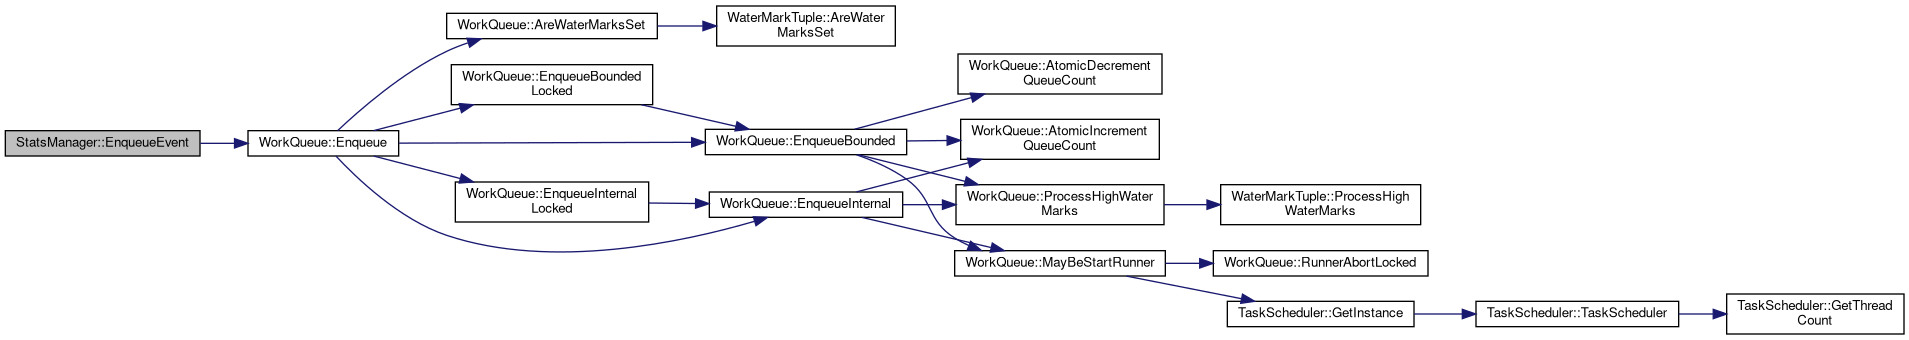 StatsManager::EnqueueEvent
WorkQueue::Enqueue
WorkQueue::AreWaterMarksSet
WorkQueue::EnqueueBounded
Locked
WorkQueue::EnqueueInternal
Locked
WaterMarkTuple::AreWater
MarksSet
WorkQueue::EnqueueBounded
WorkQueue::EnqueueInternal
WorkQueue::AtomicDecrement
QueueCount
WorkQueue::AtomicIncrement
QueueCount
WorkQueue::ProcessHighWater
Marks
WorkQueue::MayBeStartRunner
WaterMarkTuple::ProcessHigh
WaterMarks
WorkQueue::RunnerAbortLocked
TaskScheduler::GetInstance
TaskScheduler::TaskScheduler
TaskScheduler::GetThread
Count